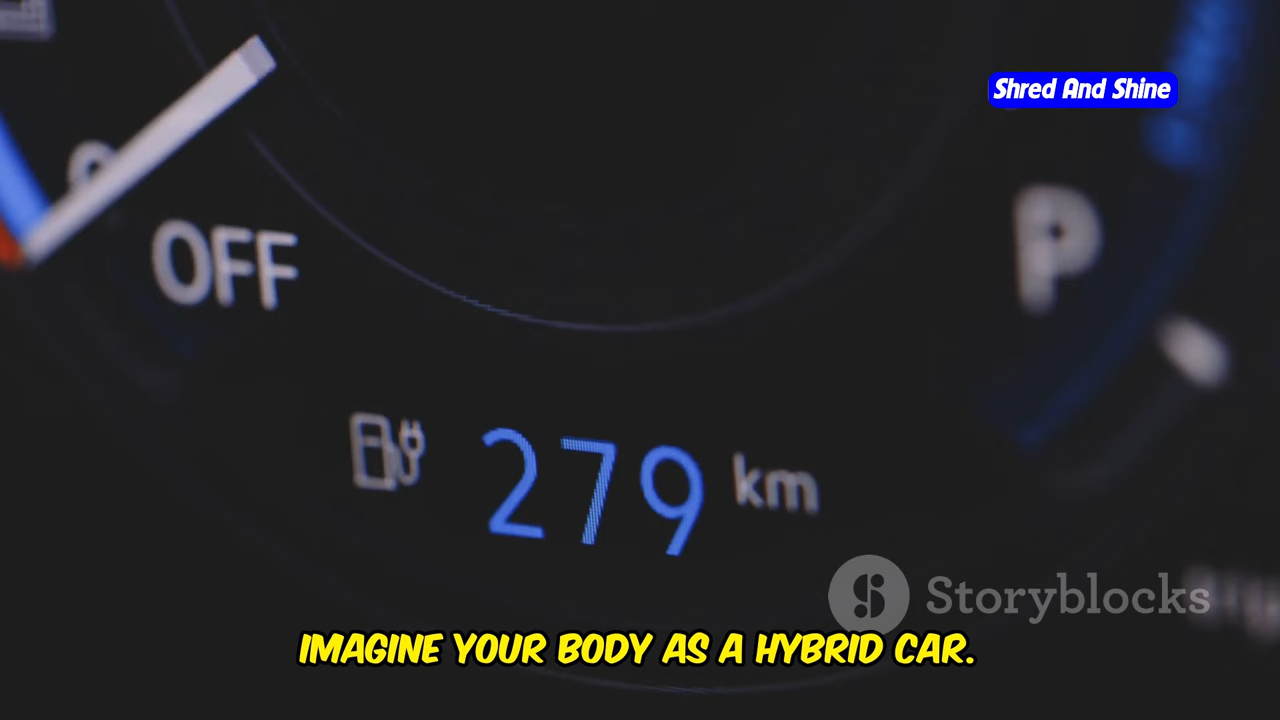 Shred And Shine
OFF
P
279 km
Storyblocks
IMAGINE YOUR BODY AS A HYBRID CAR.